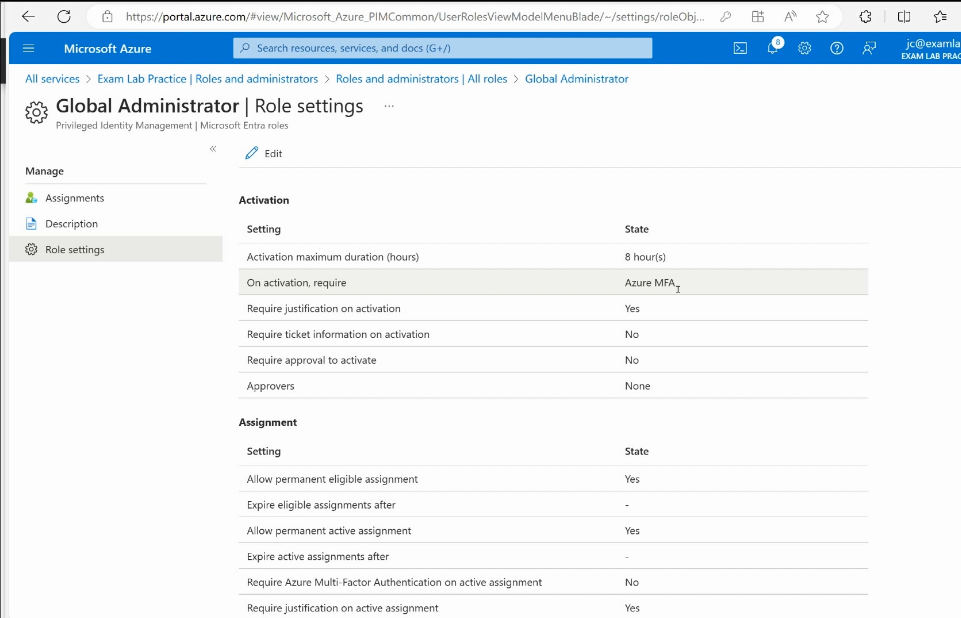 https://portal.azure.com/#view/Microsoft_Azure_PIMCommon/UserRolesViewModelMenuBlade/~/settings/roleObj...
Microsoft Azure
Search resources, services, and docs (G+/)
8
jc@examla
EXAM LAB PRAC
All services > Exam Lab Practice | Roles and administrators > Roles and administrators | All roles > Global Administrator
Global Administrator | Role settings ...
Privileged Identity Management | Microsoft Entra roles
«
Edit
Manage
Assignments
Description
Role settings
Activation
Setting State
Activation maximum duration (hours) 8 hour(s)
On activation, require Azure MFA
Require justification on activation Yes
Require ticket information on activation No
Require approval to activate No
Approvers None
Assignment
Setting State
Allow permanent eligible assignment Yes
Expire eligible assignments after -
Allow permanent active assignment Yes
Expire active assignments after -
Require Azure Multi-Factor Authentication on active assignment No
Require justification on active assignment Yes